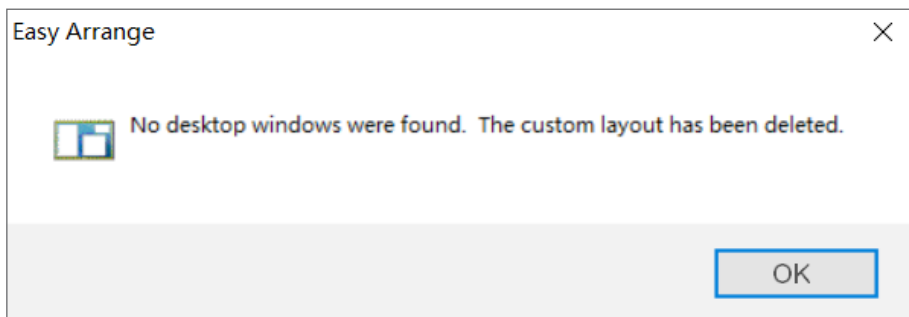 Easy Arrange
No desktop windows were found.  The custom layout has been deleted.
OK